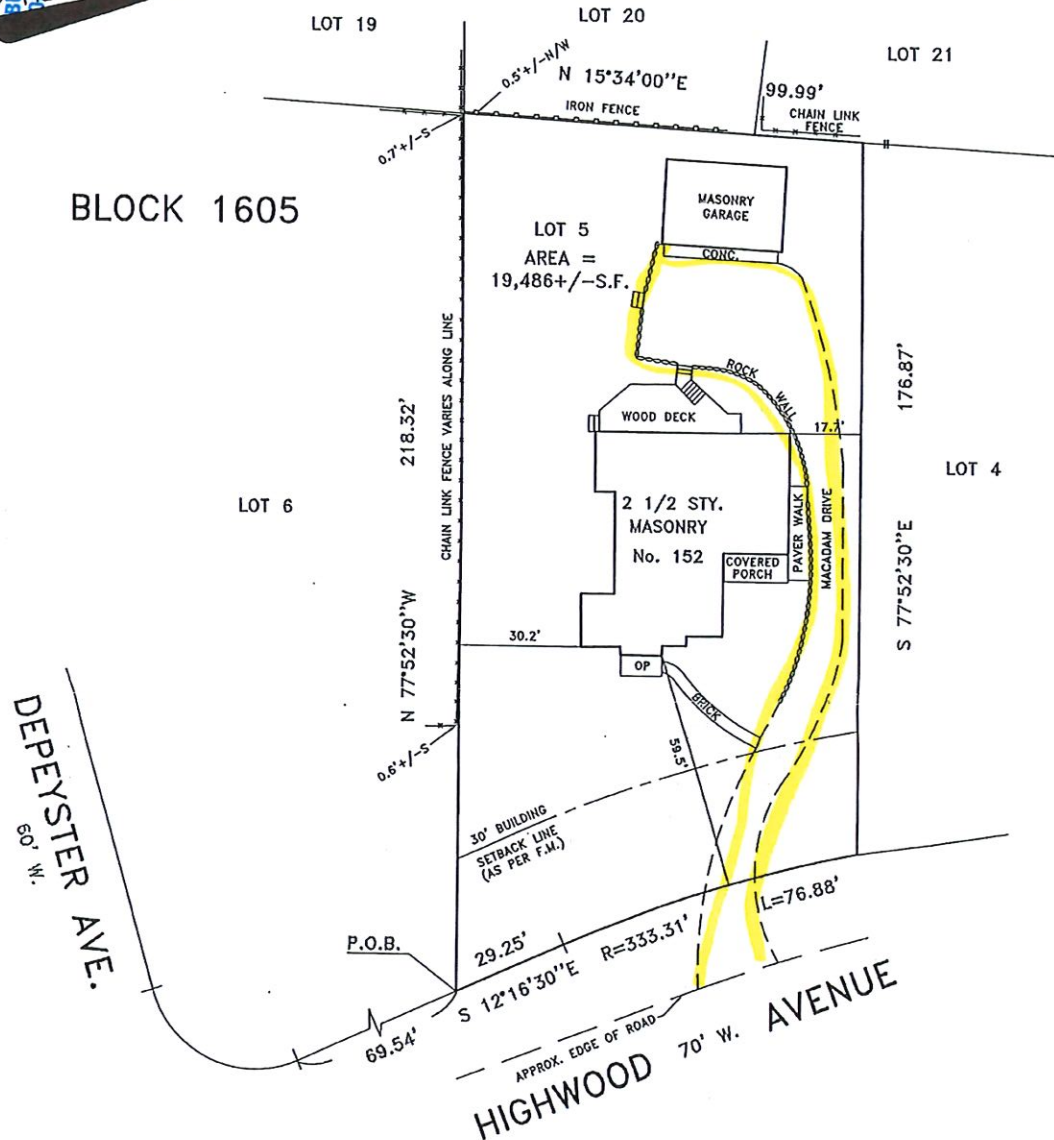 LOT 19
LOT 20
LOT 21
0.5'+/-N/W
N 15°34'00"E
99.99'
IRON FENCE
CHAIN LINK
FENCE
0.7'+/-S
BLOCK 1605
MASONRY
GARAGE
LOT 5
AREA =
19,486+/-S.F.
CONC.
ROCK
WALL
WOOD DECK
17.7'
176.87'
218.32'
CHAIN LINK FENCE VARIES ALONG LINE
LOT 6
LOT 4
2 1/2 STY.
MASONRY
No. 152
COVERED
PORCH
PAVER WALK
MACADAM DRIVE
S 77°52'30"E
N 77°52'30"W
30.2'
OP
BRICK
59.5'
0.6'+/-S
30' BUILDING
SETBACK LINE
(AS PER F.M.)
DEPEYSTER AVE.
60' W.
P.O.B.
29.25'
L=76.88'
S 12°16'30"E
R=333.31'
69.54'
APPROX. EDGE OF ROAD
HIGHWOOD 70' W. AVENUE